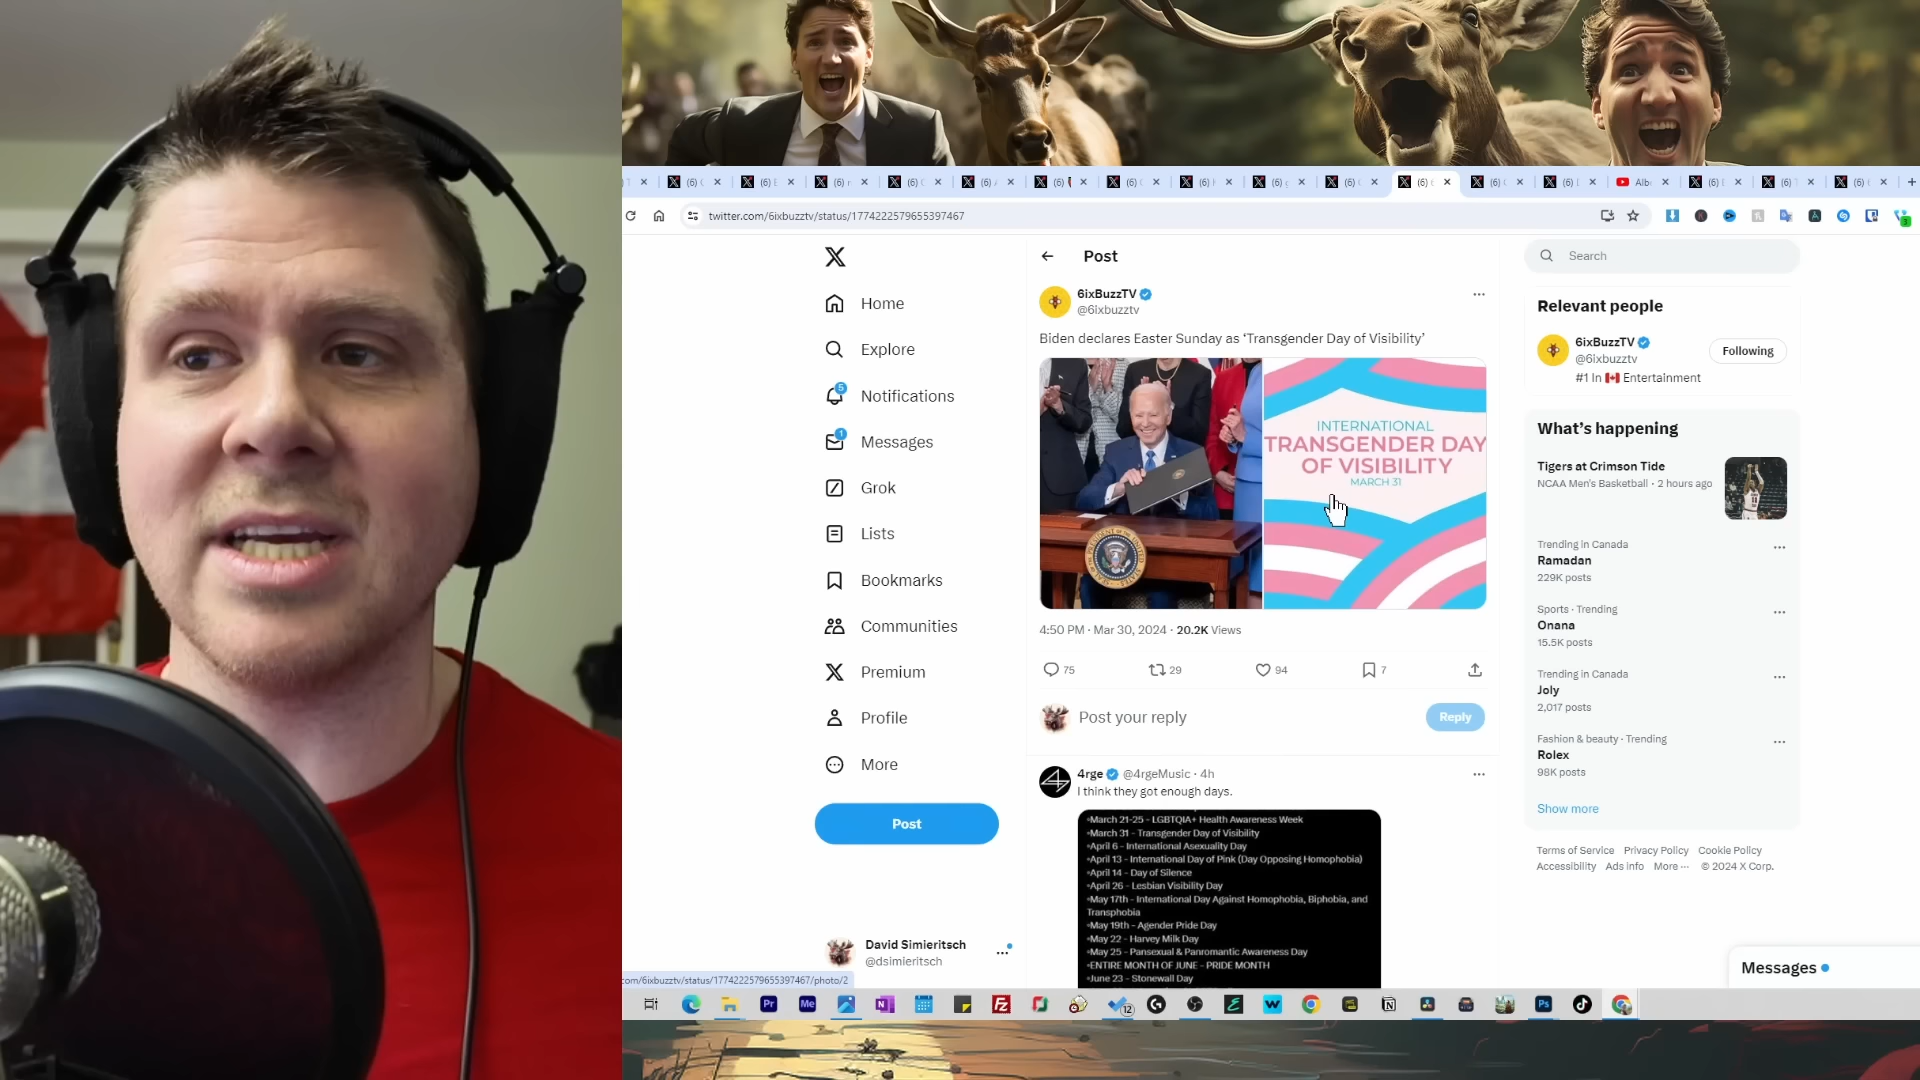 twitter.com/6ixbuzztv/status/1774222579655397467
Home
Explore
Notifications
Messages
Grok
Lists
Bookmarks
Communities
Premium
Profile
More
Post
David Simieritsch
@dsimieritsch
com/6ixbuzztv/status/1774222579655397467/photo/2
Post
6ixBuzzTV
@6ixbuzztv
Biden declares Easter Sunday as ‘Transgender Day of Visibility’
INTERNATIONAL
TRANSGENDER DAY
OF VISIBILITY
MARCH 31
4:50 PM · Mar 30, 2024 · 20.2K Views
75 29 94 7
Post your reply
Reply
4rge @4rgeMusic · 4h
I think they got enough days.
•March 21-25 - LGBTQIA+ Health Awareness Week
•March 31 - Transgender Day of Visibility
•April 6 - International Asexuality Day
•April 13 - International Day of Pink (Day Opposing Homophobia)
•April 14 - Day of Silence
•April 26 - Lesbian Visibility Day
•May 17th - International Day Against Homophobia, Biphobia, and
Transphobia
•May 19th - Agender Pride Day
•May 22 - Harvey Milk Day
•May 25 - Pansexual & Panromantic Awareness Day
•ENTIRE MONTH OF JUNE - PRIDE MONTH
•June 23 - Stonewall Day
Search
Relevant people
6ixBuzzTV
@6ixbuzztv
Following
#1 In 🇨🇦 Entertainment
What’s happening
Tigers at Crimson Tide
NCAA Men's Basketball · 2 hours ago
Trending in Canada
Ramadan
229K posts
Sports · Trending
Onana
15.5K posts
Trending in Canada
Joly
2,017 posts
Fashion & beauty · Trending
Rolex
98K posts
Show more
Terms of Service Privacy Policy Cookie Policy
Accessibility Ads info More ··· © 2024 X Corp.
Messages